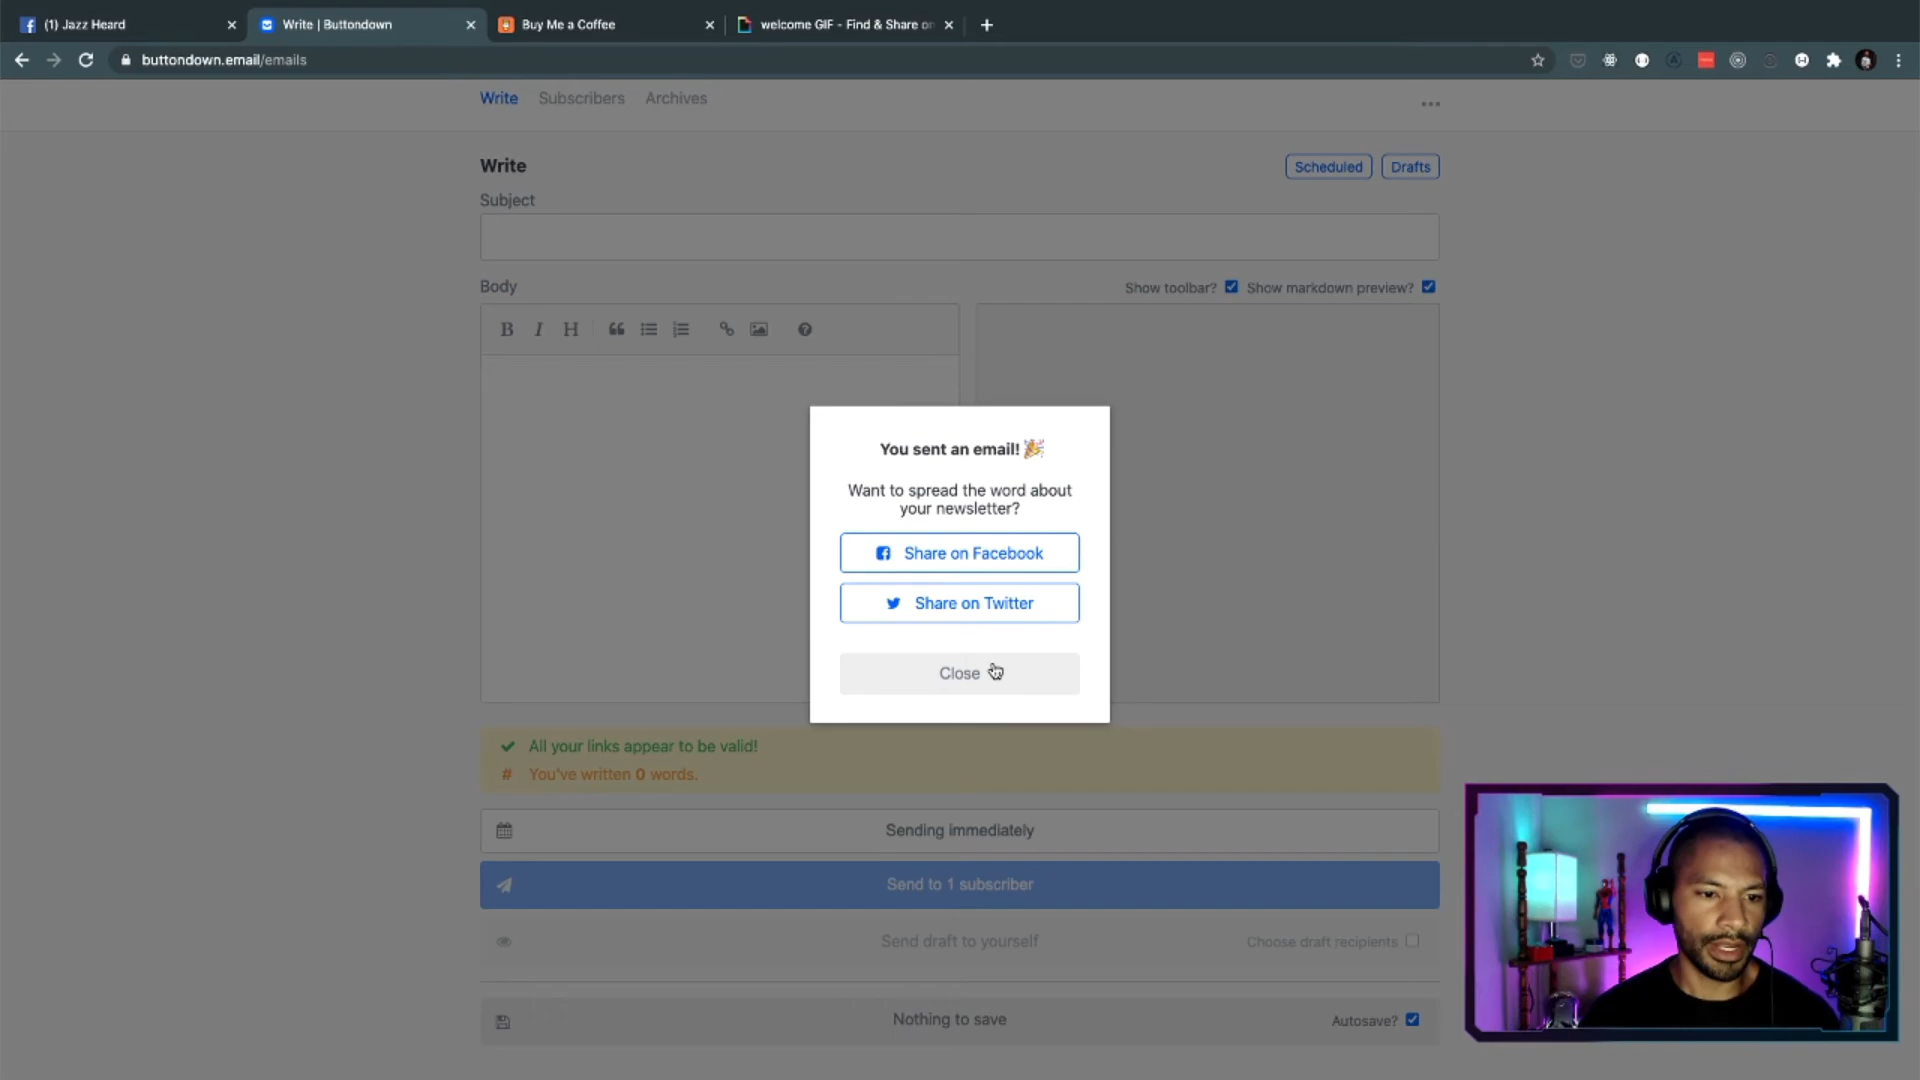 (1) Jazz Heard
Write | Buttondown
Buy Me a Coffee
welcome GIF - Find & Share on
buttondown.email/emails
Write Subscribers Archives
Write
Scheduled Drafts
Subject
Body
Show toolbar? Show markdown preview?
B I H
You sent an email! 🎉
Want to spread the word about
your newsletter?
Share on Facebook
Share on Twitter
Close
All your links appear to be valid!
# You've written 0 words.
Sending immediately
Send to 1 subscriber
Send draft to yourself
Choose draft recipients
Nothing to save
Autosave?